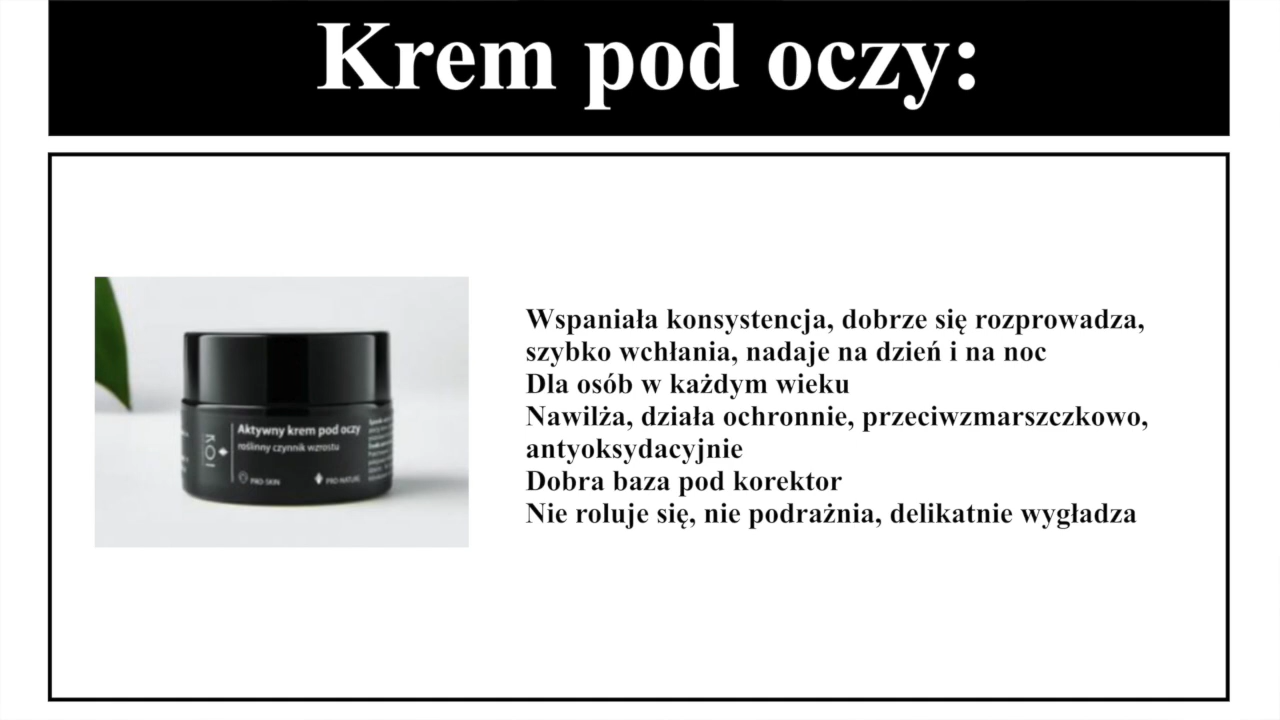 Krem pod oczy:
Wspaniała konsystencja, dobrze się rozprowadza,
szybko wchłania, nadaje na dzień i na noc
Dla osób w każdym wieku
Nawilża, działa ochronnie, przeciwzmarszczkowo,
antyoksydacyjnie
Dobra baza pod korektor
Nie roluje się, nie podrażnia, delikatnie wygładza
KOI
Aktywny krem pod oczy
roślinny czynnik wzrostu
PRO-SKIN
PRO-NATURE